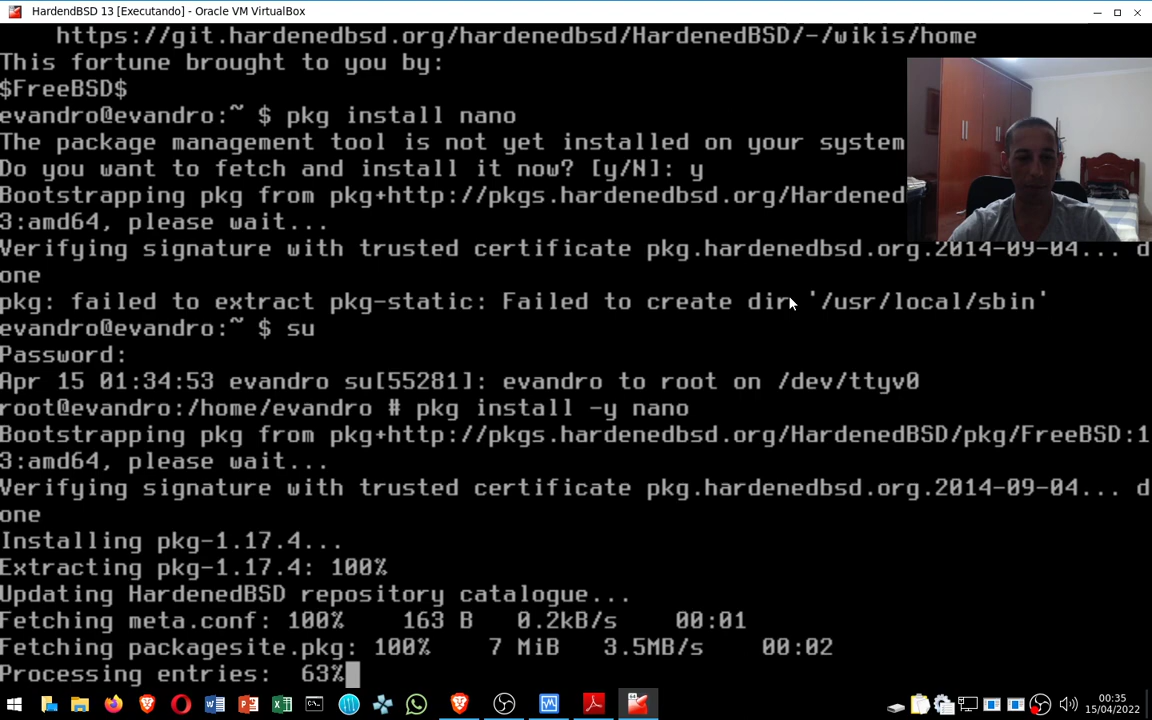 HardendBSD 13 [Executando] - Oracle VM VirtualBox
https://git.hardenedbsd.org/hardenedbsd/HardenedBSD/-/wikis/home
This fortune brought to you by:
$FreeBSD$
evandro@evandro:~ $ pkg install nano
The package management tool is not yet installed on your system
Do you want to fetch and install it now? [y/N]: y
Bootstrapping pkg from pkg+http://pkgs.hardenedbsd.org/Hardened
3:amd64, please wait...
Verifying signature with trusted certificate pkg.hardenedbsd.org.2014-09-04... d
one
pkg: failed to extract pkg-static: Failed to create dir '/usr/local/sbin'
evandro@evandro:~ $ su
Password:
Apr 15 01:34:53 evandro su[55281]: evandro to root on /dev/ttyv0
root@evandro:/home/evandro # pkg install -y nano
Bootstrapping pkg from pkg+http://pkgs.hardenedbsd.org/HardenedBSD/pkg/FreeBSD:1
3:amd64, please wait...
Verifying signature with trusted certificate pkg.hardenedbsd.org.2014-09-04... d
one
Installing pkg-1.17.4...
Extracting pkg-1.17.4: 100%
Updating HardenedBSD repository catalogue...
Fetching meta.conf: 100% 163 B 0.2kB/s 00:01
Fetching packagesite.pkg: 100% 7 MiB 3.5MB/s 00:02
Processing entries: 63%
00:35
15/04/2022